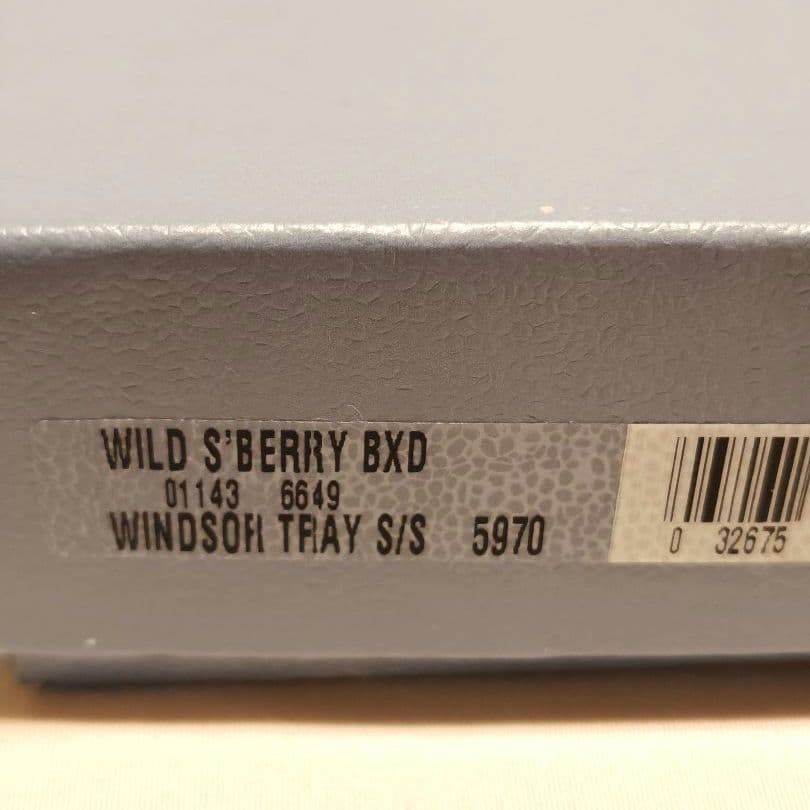 WILD S'BERRY BXD
01143 6649
WINDSOR TRAY S/S 5970
0 32675